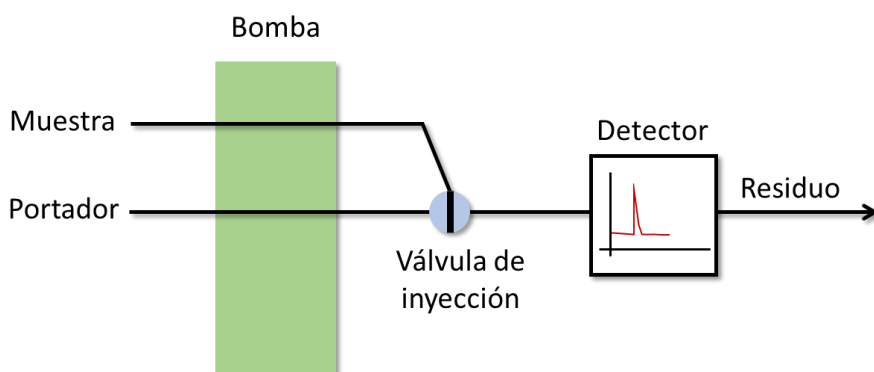 Bomba
Muestra
Detector
Portador
Residuo
Válvula de
inyección